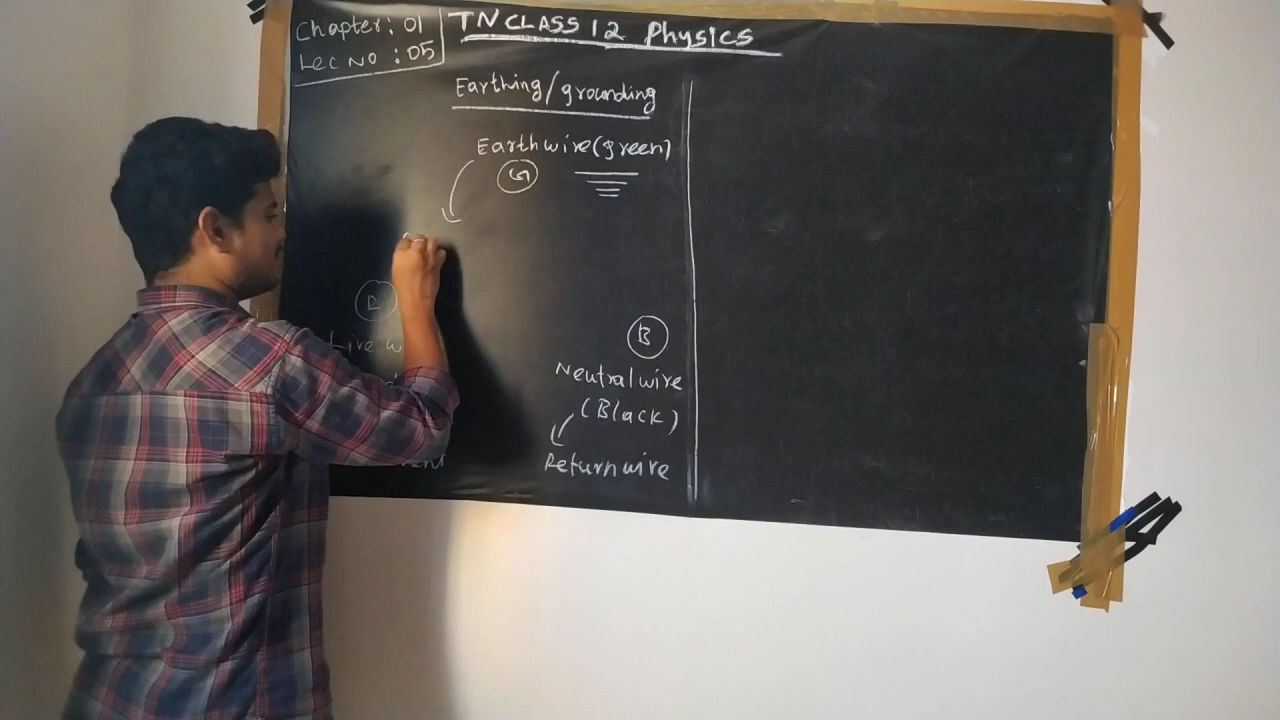 Chapter: 01
Lec No : 05
TN CLASS 12 Physics
Earthing/grounding
Earth wire (green)
G
R
Live
B
Neutral wire
(Black)
Return wire